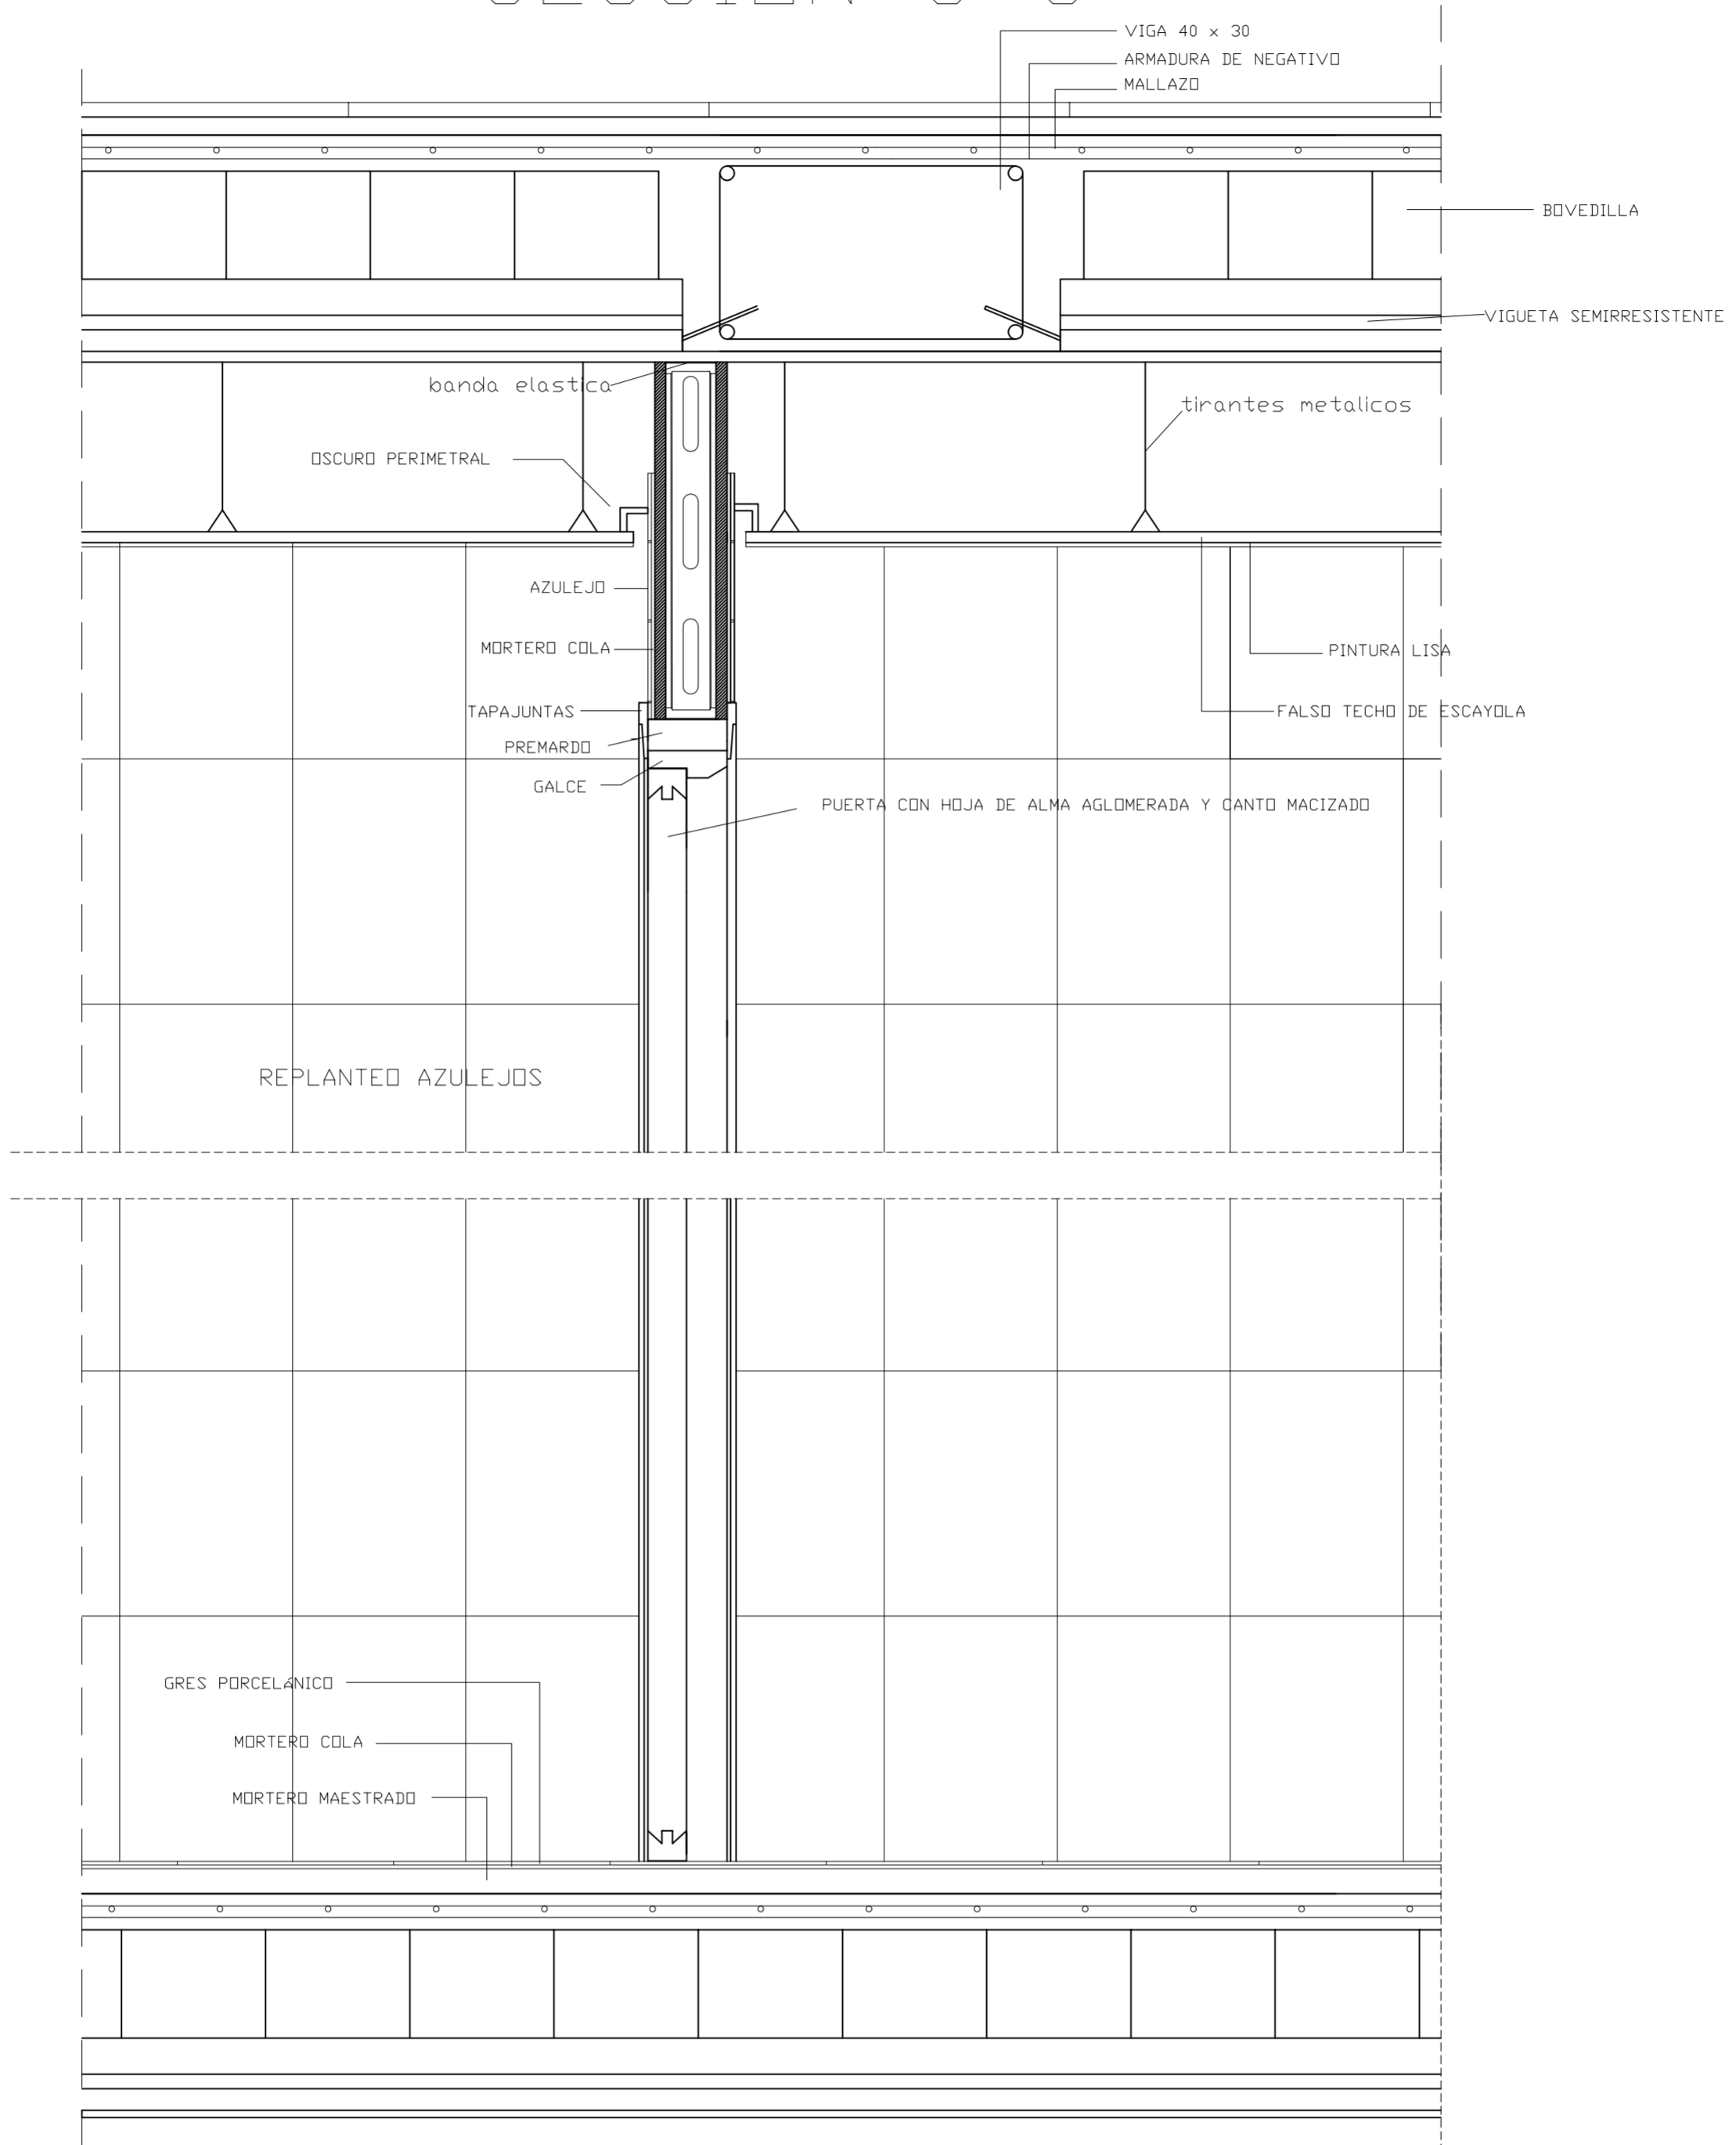 VIGA 40 x 30
ARMADURA DE NEGATIVO
MALLAZO
BOVEDILLA
VIGUETA SEMIRRESISTENTE
banda elastica
tirantes metalicos
OSCURO PERIMETRAL
AZULEJO
MORTERO COLA
PINTURA LISA
TAPAJUNTAS
FALSO TECHO DE ESCAYOLA
PREMARDO
GALCE
PUERTA CON HOJA DE ALMA AGLOMERADA Y CANTO MACIZADO
REPLANTEO AZULEJOS
GRES PORCELÁNICO
MORTERO COLA
MORTERO MAESTRADO